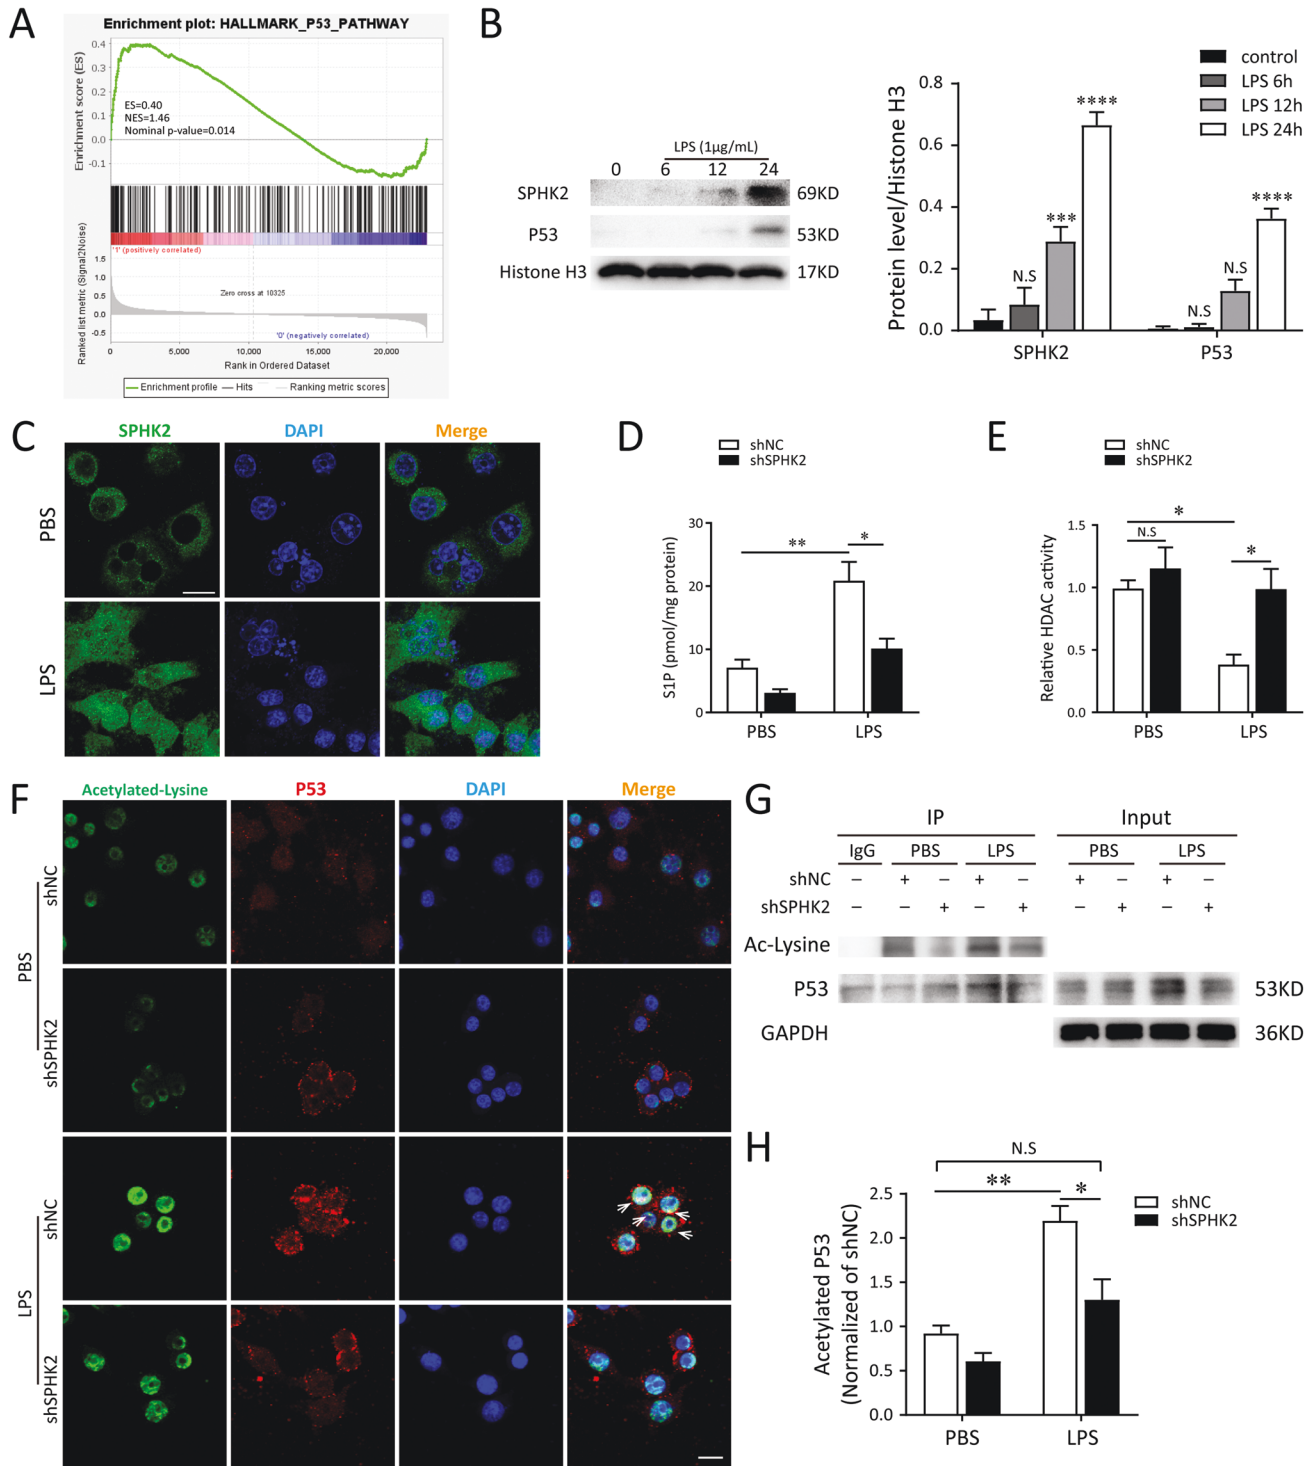 A
Enrichment plot: HALLMARK_P53_PATHWAY
Enrichment score (ES)
0.4
0.3
0.2
0.1
0.0
-0.1
ES=0.40
NES=1.46
Nominal p-value=0.014
'1' (positively correlated)
Ranked list metric (Signal2Noise)
1.5
1.0
0.5
0.0
-0.5
Zero cross at 10325
'0' (negatively correlated)
0 5,000 10,000 15,000 20,000
Rank in Ordered Dataset
Enrichment profile Hits Ranking metric scores
B
LPS (1μg/mL)
0 6 12 24
SPHK2 69KD
P53 53KD
Histone H3 17KD
control
LPS 6h
LPS 12h
LPS 24h
Protein level/Histone H3
0.8
0.6
0.4
0.2
0.0
N.S *** ****
N.S N.S ****
SPHK2 P53
C
SPHK2 DAPI Merge
PBS
LPS
D
shNC
shSPHK2
S1P (pmol/mg protein)
30
20
10
0
** *
PBS LPS
E
shNC
shSPHK2
Relative HDAC activity
1.5
1.0
0.5
0.0
*
N.S
*
PBS LPS
F
Acetylated-Lysine P53 DAPI Merge
PBS
shNC
shSPHK2
LPS
shNC
shSPHK2
G
IP Input
IgG PBS LPS PBS LPS
shNC – + – + – + – + –
shSPHK2 – – + – + – + – +
Ac-Lysine
P53 53KD
GAPDH 36KD
H
N.S
** *
shNC
shSPHK2
Acetylated P53
(Normalized of shNC)
2.5
2.0
1.5
1.0
0.5
0.0
PBS LPS